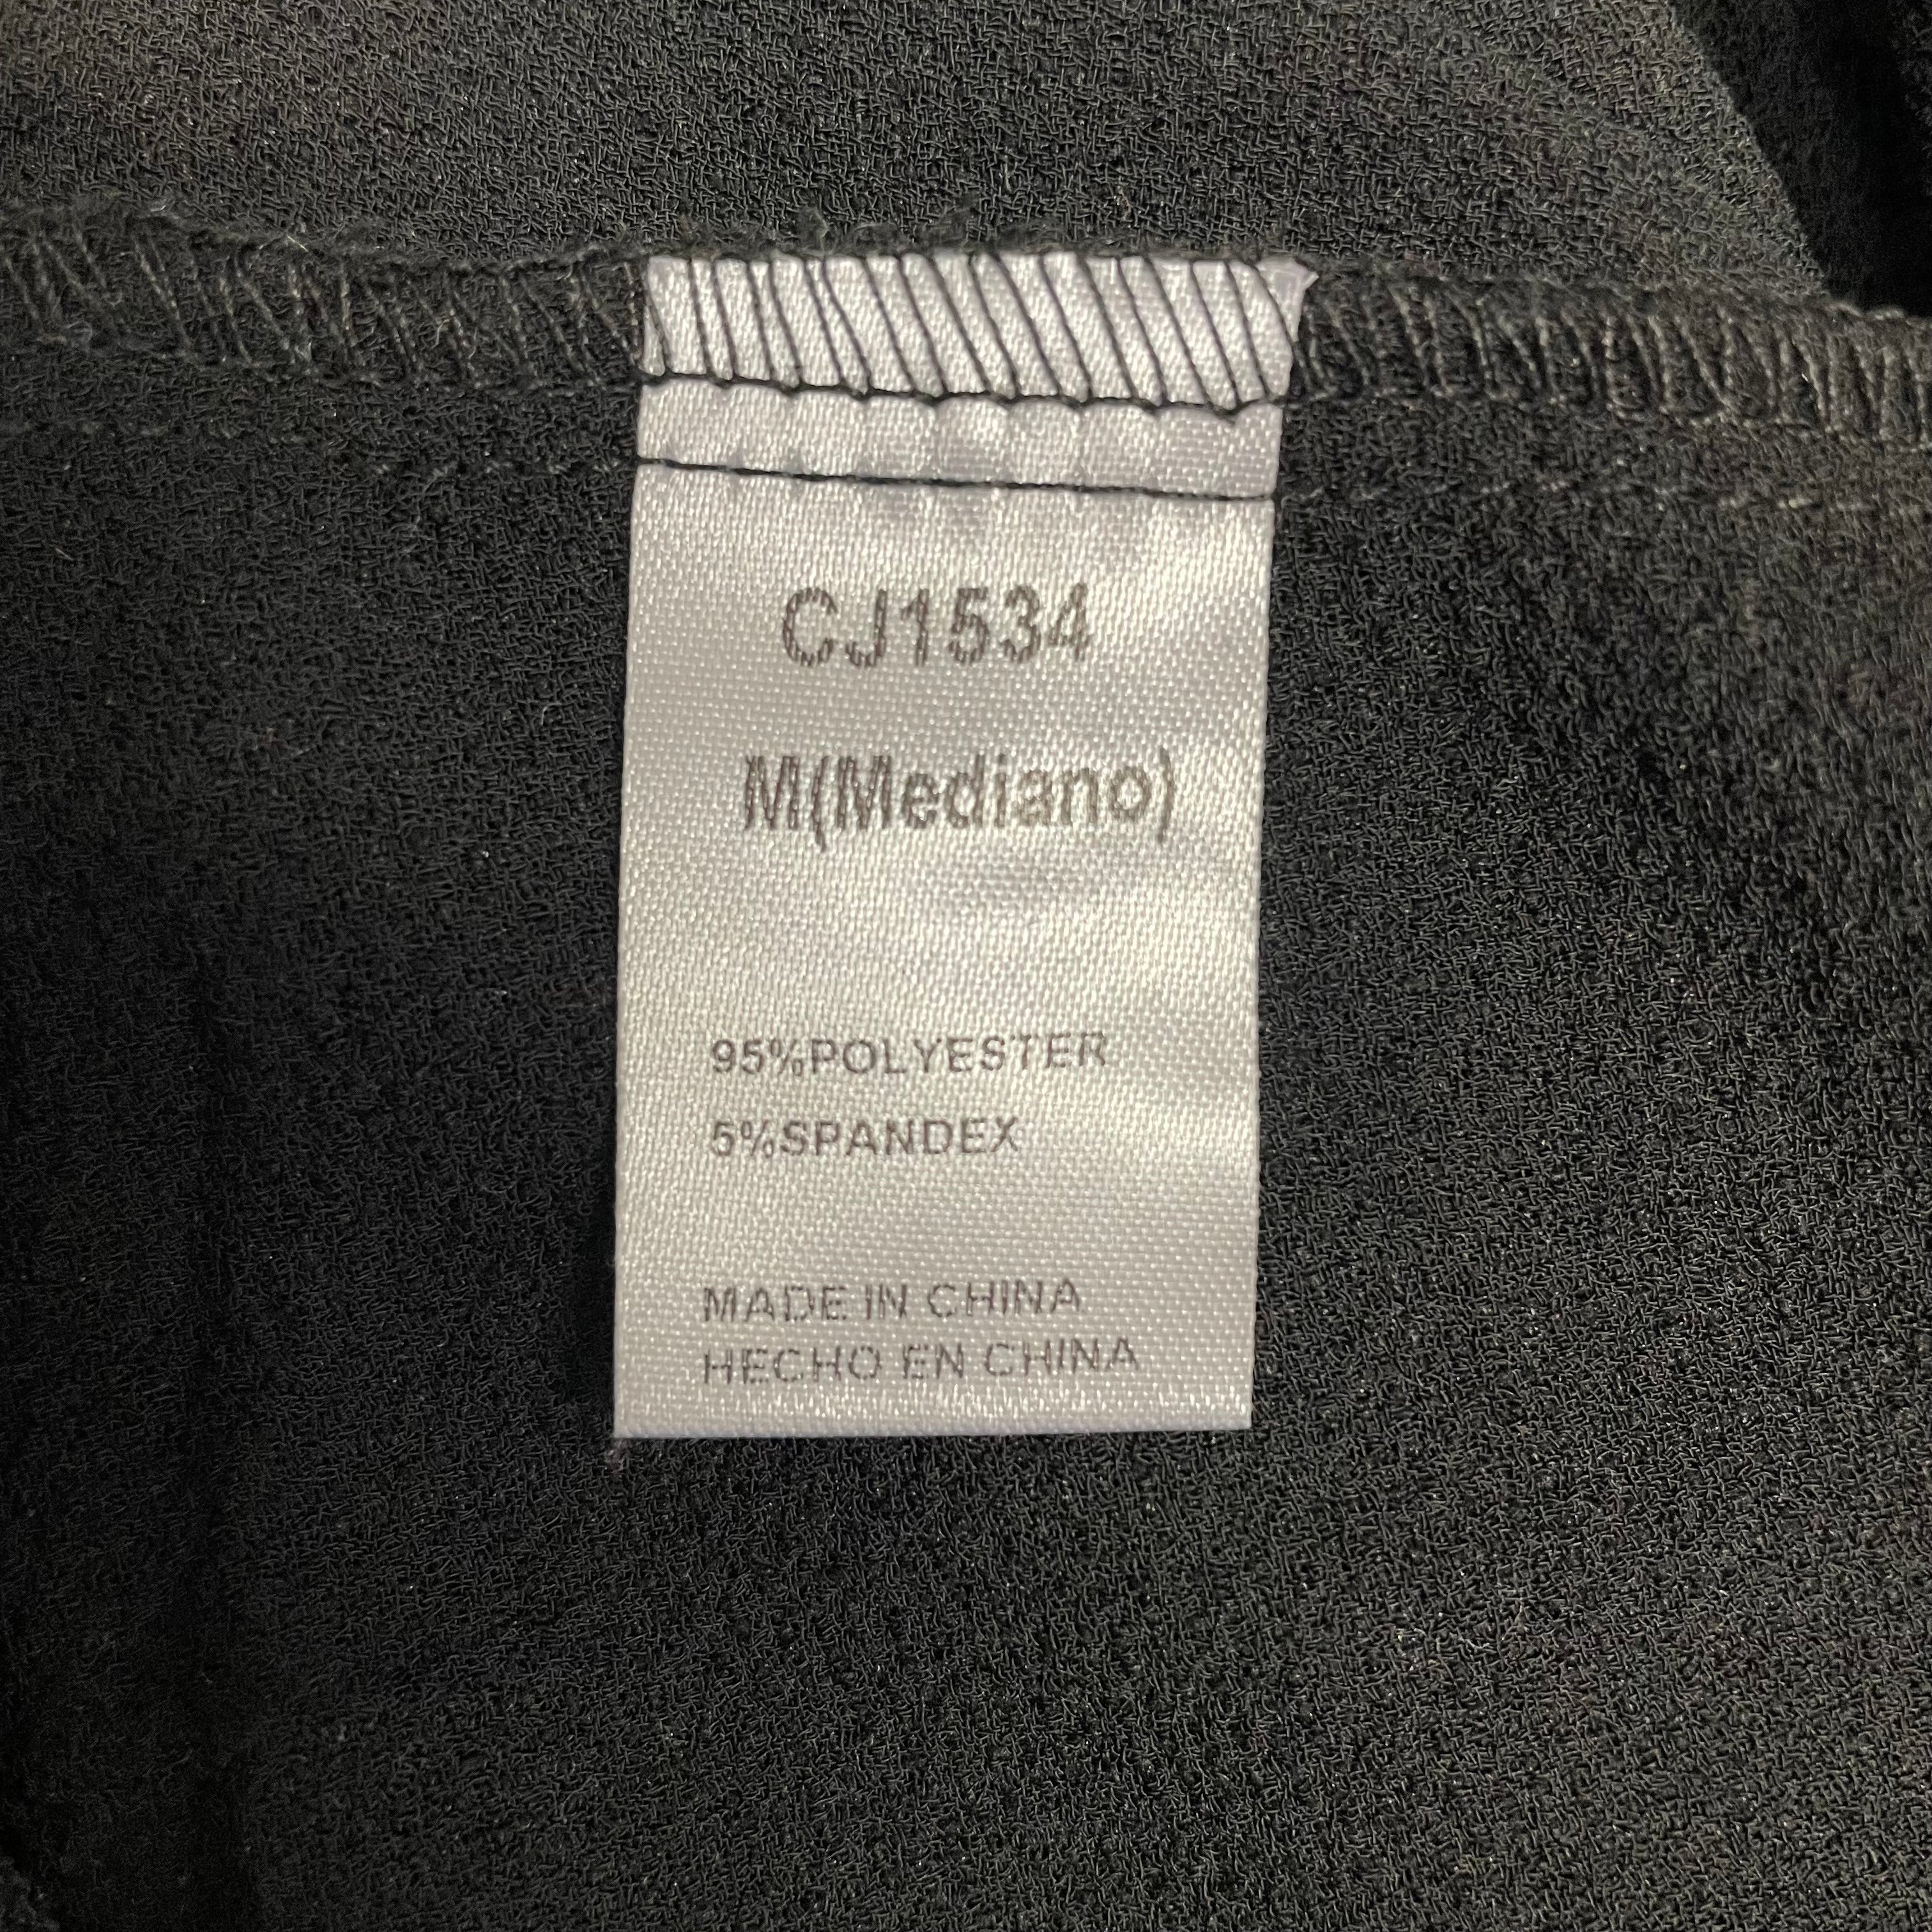 CJ1534
M(Mediano)
95%POLYESTER
5%SPANDEX
MADE IN CHINA
HECHO EN CHINA